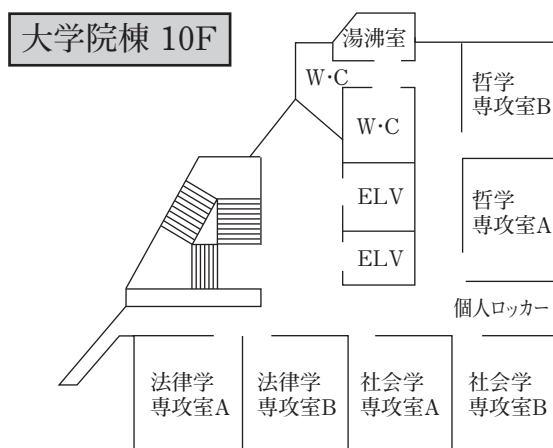 大学院棟 10F
湯沸室
W・C
哲学
専攻室B
W・C
ELV
哲学
専攻室A
ELV
個人ロッカー
法律学
専攻室A
法律学
専攻室B
社会学
専攻室A
社会学
専攻室B